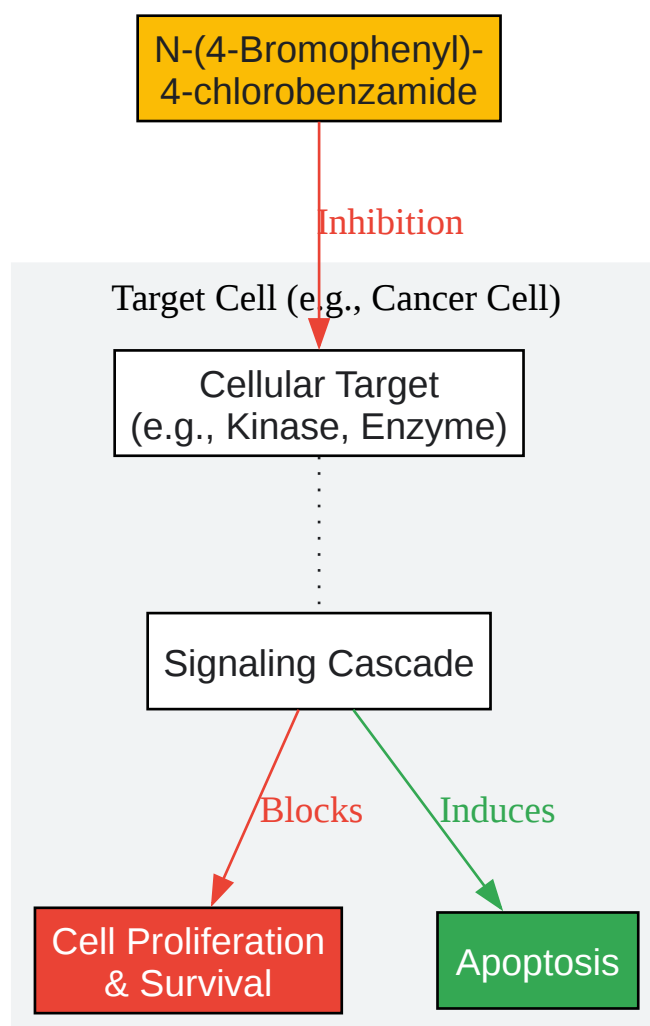 N-(4-Bromophenyl)-
4-chlorobenzamide
Inhibition
Target Cell (e.g., Cancer Cell)
Cellular Target
(e.g., Kinase, Enzyme)
Signaling Cascade
Blocks
Induces
Cell Proliferation
& Survival
Apoptosis